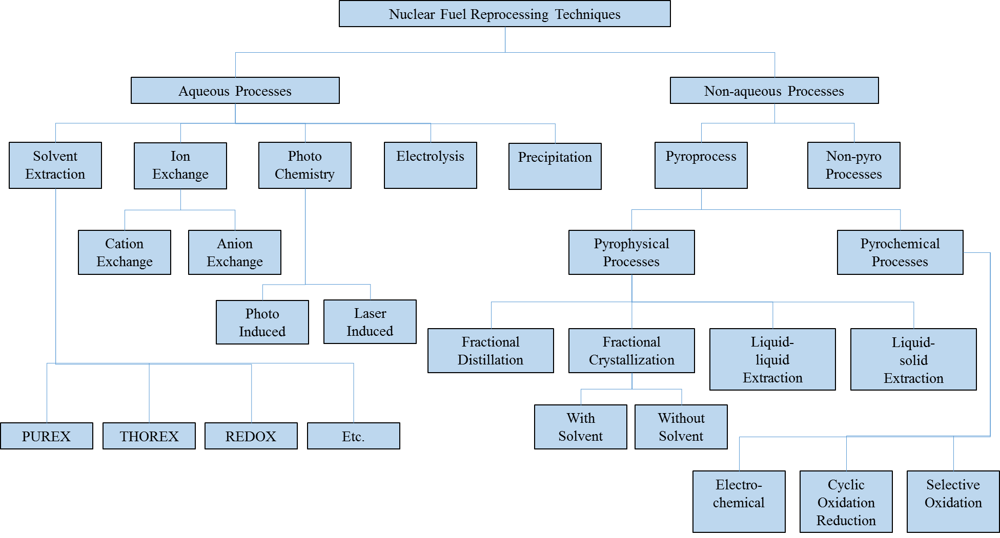 Nuclear Fuel Reprocessing Techniques
Aqueous Processes
Non-aqueous Processes
Solvent
Extraction
Ion
Exchange
Photo
Chemistry
Electrolysis
Precipitation
Pyroprocess
Non-pyro
Processes
Cation
Exchange
Anion
Exchange
Pyrophysical
Processes
Pyrochemical
Processes
Photo
Induced
Laser
Induced
Fractional
Distillation
Fractional
Crystallization
Liquid-
liquid
Extraction
Liquid-
solid
Extraction
With
Solvent
Without
Solvent
PUREX
THOREX
REDOX
Etc.
Electro-
chemical
Cyclic
Oxidation
Reduction
Selective
Oxidation